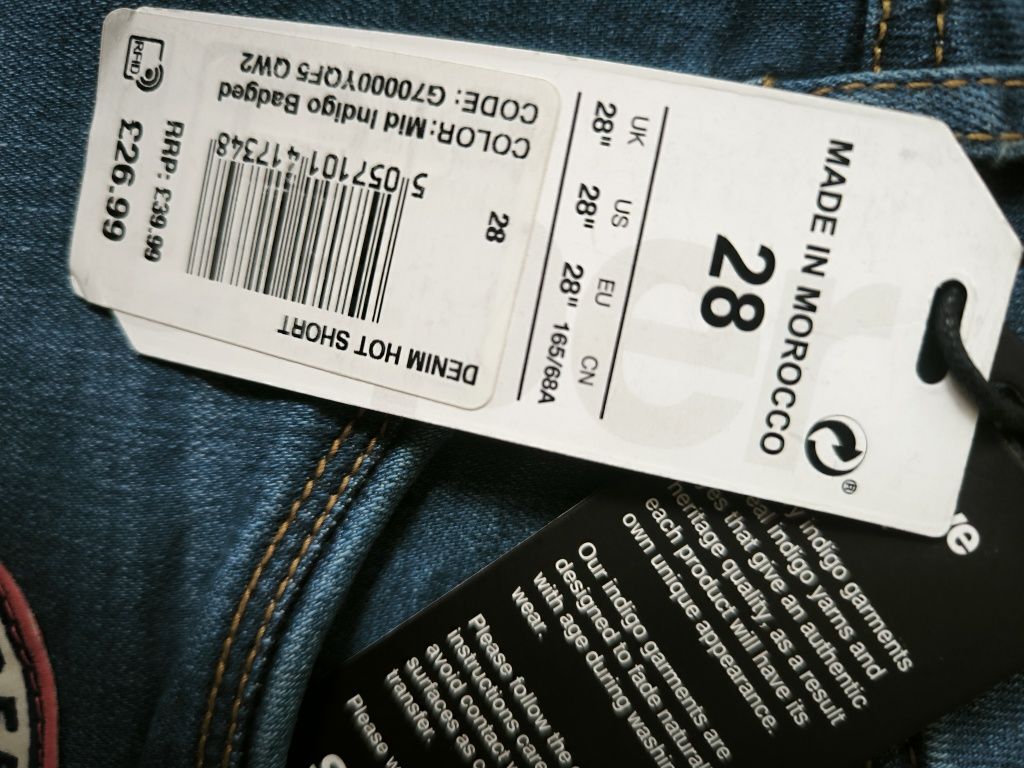 MADE IN MOROCCO
28
UK US EU CN
28" 28" 28" 165/68A
®
CODE: G70000YQF5 QW2
COLOR: Mid Indigo Badged
28
5 057101 417348
DENIM HOT SHORT
RF-ID
RRP: £39.99
£26.99
indigo garments
indigo yarns and
that give an authentic
heritage quality, as a result
each product will have its
own unique appearance.
Our indigo garments are
designed to fade
with age during
wear.
Please follow the
instructions
avoid contact
surfaces as
transfer.
Please